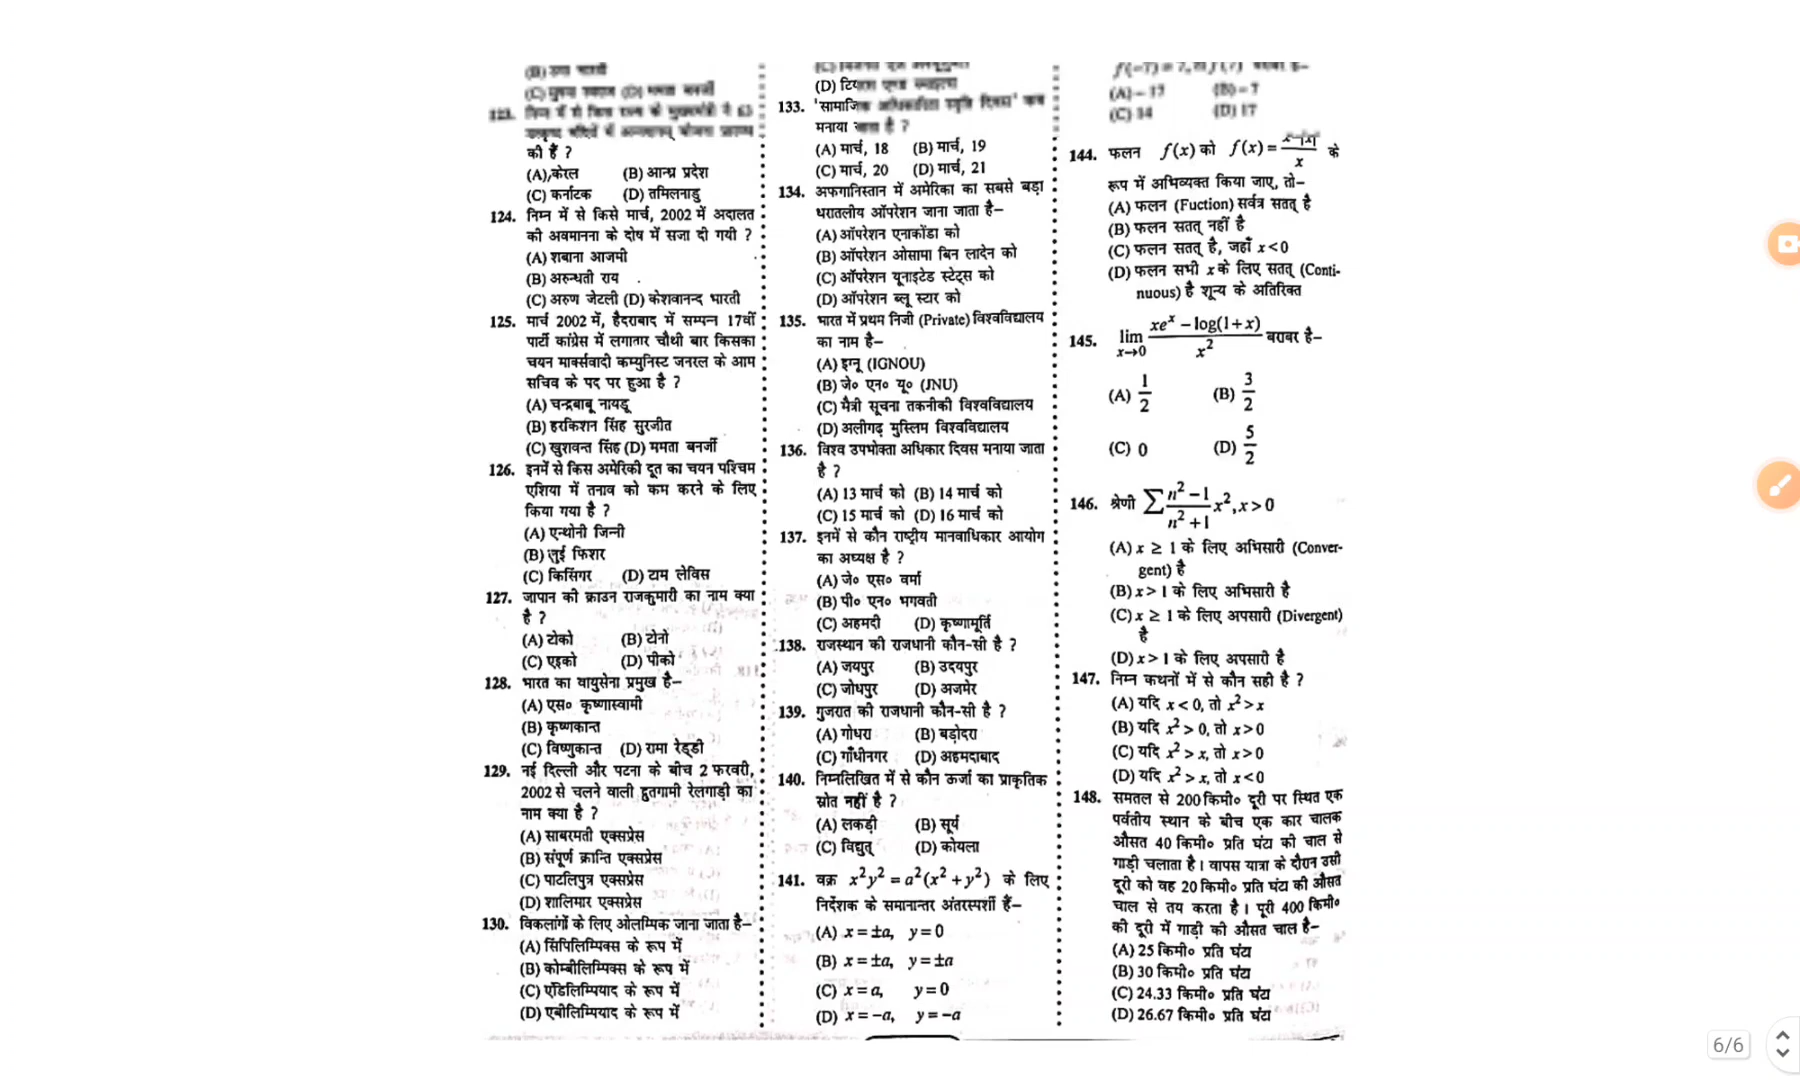 (C) (D)
123.
की हैं ?
(A) केरल (B) आन्ध्र प्रदेश
(C) कर्नाटक (D) तमिलनाडु
124. निम्न में से किसे मार्च, 2002 में अदालत
की अवमानना के दोष में सजा दी गयी ?
(A) शबाना आजमी
(B) अरुन्धती राय
(C) अरुण जेटली (D) केशवानन्द भारती
125. मार्च 2002 में, हैदराबाद में सम्पन्न 17वीं
पार्टी कांग्रेस में लगातार चौथी बार किसका
चयन मार्क्सवादी कम्युनिस्ट जनरल के आम
सचिव के पद पर हुआ है ?
(A) चन्द्रबाबू नायडू
(B) हरकिशन सिंह सुरजीत
(C) खुशवन्त सिंह (D) ममता बनर्जी
126. इनमें से किस अमेरिकी दूत का चयन पश्चिम
एशिया में तनाव को कम करने के लिए
किया गया है ?
(A) एन्थोनी जिन्नी
(B) लुई फिशर
(C) किसिंगर (D) टाम लेविस
127. जापान की क्राउन राजकुमारी का नाम क्या
है ?
(A) टोको (B) टोनो
(C) एइको (D) पीको
128. भारत का वायुसेना प्रमुख है–
(A) एस० कृष्णास्वामी
(B) कृष्णकान्त
(C) विष्णुकान्त (D) रामा रेड्डी
129. नई दिल्ली और पटना के बीच 2 फरवरी,
2002 से चलने वाली द्रुतगामी रेलगाड़ी का
नाम क्या है ?
(A) साबरमती एक्सप्रेस
(B) संपूर्ण क्रान्ति एक्सप्रेस
(C) पाटलिपुत्र एक्सप्रेस
(D) शालिमार एक्सप्रेस
130. विकलांगों के लिए ओलम्पिक जाना जाता है–
(A) सिंपिलिम्पिक्स के रूप में
(B) कोम्बीलिम्पिक्स के रूप में
(C) एंडिलिम्पियाद के रूप में
(D) एबीलिम्पियाद के रूप में
(D)
133. 'सामाजिक दिवस' कब
मनाया जाता है ?
(A) मार्च, 18 (B) मार्च, 19
(C) मार्च, 20 (D) मार्च, 21
134. अफगानिस्तान में अमेरिका का सबसे बड़ा
धरातलीय ऑपरेशन जाना जाता है–
(A) ऑपरेशन एनाकोंडा को
(B) ऑपरेशन ओसामा बिन लादेन को
(C) ऑपरेशन यूनाइटेड स्टेट्स को
(D) ऑपरेशन ब्लू स्टार को
135. भारत में प्रथम निजी (Private) विश्वविद्यालय
का नाम है–
(A) इग्नू (IGNOU)
(B) जे० एन० यू० (JNU)
(C) मैत्री सूचना तकनीकी विश्वविद्यालय
(D) अलीगढ़ मुस्लिम विश्वविद्यालय
136. विश्व उपभोक्ता अधिकार दिवस मनाया जाता
है ?
(A) 13 मार्च को (B) 14 मार्च को
(C) 15 मार्च को (D) 16 मार्च को
137. इनमें से कौन राष्ट्रीय मानवाधिकार आयोग
का अध्यक्ष है ?
(A) जे० एस० वर्मा
(B) पी० एन० भगवती
(C) अहमदी (D) कृष्णामूर्ति
138. राजस्थान की राजधानी कौन-सी है ?
(A) जयपुर (B) उदयपुर
(C) जोधपुर (D) अजमेर
139. गुजरात की राजधानी कौन-सी है ?
(A) गोधरा (B) बड़ोदरा
(C) गाँधीनगर (D) अहमदाबाद
140. निम्नलिखित में से कौन ऊर्जा का प्राकृतिक
स्रोत नहीं है ?
(A) लकड़ी (B) सूर्य
(C) विद्युत् (D) कोयला
141. वक्र x²y² = a²(x² + y²) के लिए
निर्देशक के समानान्तर अंतरस्पर्शी हैं–
(A) x = ±a, y = 0
(B) x = ±a, y = ±a
(C) x = a, y = 0
(D) x = –a, y = –a
(A) – 17 (B) – 7
(C) 14 (D) 17
144. फलन f(x) को f(x) = x–|x| / x के
रूप में अभिव्यक्त किया जाए, तो–
(A) फलन (Fuction) सर्वत्र सतत् है
(B) फलन सतत् नहीं है
(C) फलन सतत् है, जहाँ x < 0
(D) फलन सभी x के लिए सतत् (Conti-
nuous) है शून्य के अतिरिक्त
145. lim x→0 xeˣ – log(1+x) / x² बराबर है–
(A) 1/2 (B) 3/2
(C) 0 (D) 5/2
146. श्रेणी ∑ n² – 1 / n² + 1 x², x > 0
(A) x ≥ 1 के लिए अभिसारी (Conver-
gent) है
(B) x > 1 के लिए अभिसारी है
(C) x ≥ 1 के लिए अपसारी (Divergent)
है
(D) x > 1 के लिए अपसारी है
147. निम्न कथनों में से कौन सही है ?
(A) यदि x < 0, तो x² > x
(B) यदि x² > 0, तो x > 0
(C) यदि x² > x, तो x > 0
(D) यदि x² > x, तो x < 0
148. समतल से 200 किमी० दूरी पर स्थित एक
पर्वतीय स्थान के बीच एक कार चालक
औसत 40 किमी० प्रति घंटा की चाल से
गाड़ी चलाता है। वापस यात्रा के दौरान उसी
दूरी को वह 20 किमी० प्रति घंटा की औसत
चाल से तय करता है। पूरी 400 किमी०
की दूरी में गाड़ी की औसत चाल है–
(A) 25 किमी० प्रति घंटा
(B) 30 किमी० प्रति घंटा
(C) 24.33 किमी० प्रति घंटा
(D) 26.67 किमी० प्रति घंटा
6/6